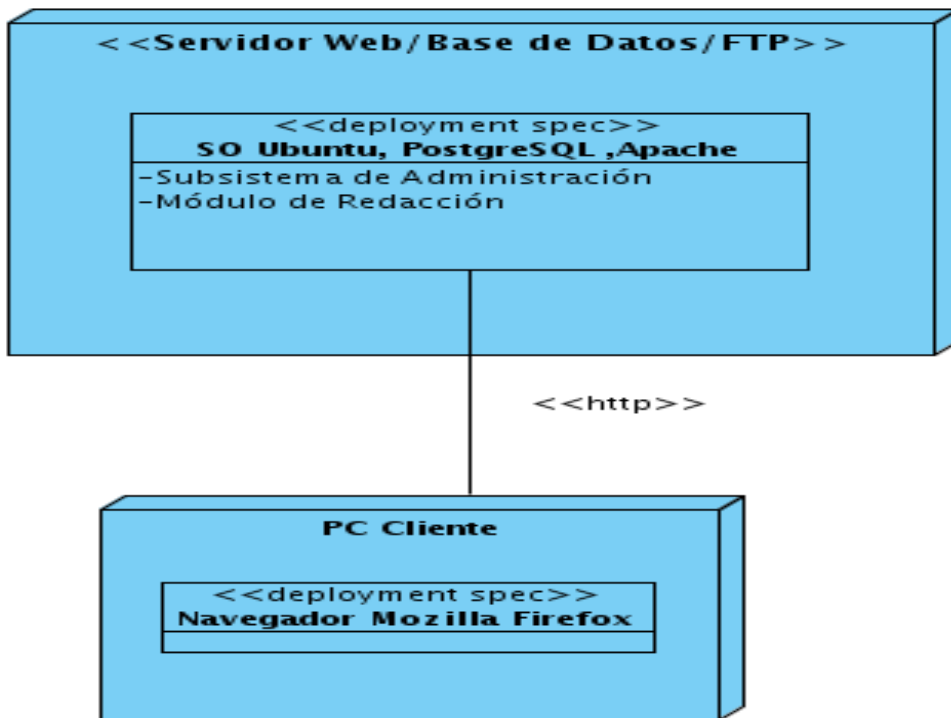 <<Servidor Web/Base de Datos/FTP>>
<<deployment spec>>
SO Ubuntu, PostgreSQL ,Apache
-Subsistema de Administración
-Módulo de Redacción
<<http>>
PC Cliente
<<deployment spec>>
Navegador Mozilla Firefox